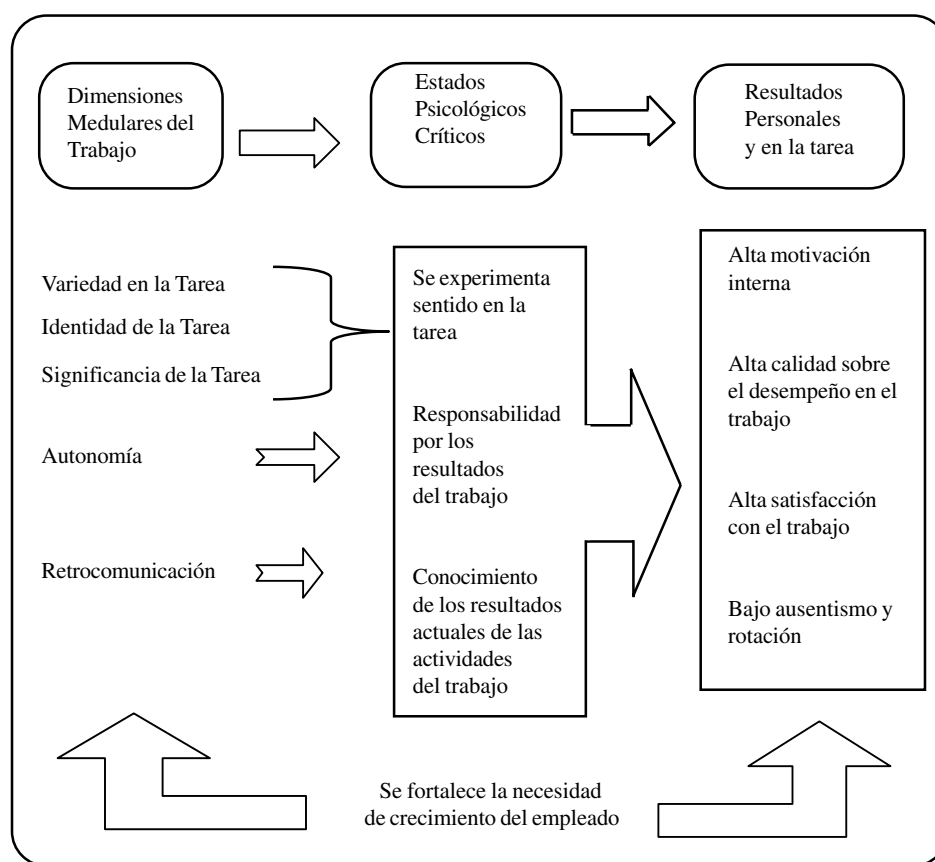 Dimensiones
Medulares del
Trabajo
Estados
Psicológicos
Críticos
Resultados
Personales
y en la tarea
Variedad en la Tarea
Identidad de la Tarea
Significancia de la Tarea
Autonomía
Retrocomunicación
Se experimenta
sentido en la
tarea
Responsabilidad
por los
resultados
del trabajo
Conocimiento
de los resultados
actuales de las
actividades
del trabajo
Alta motivación
interna
Alta calidad sobre
el desempeño en el
trabajo
Alta satisfacción
con el trabajo
Bajo ausentismo y
rotación
Se fortalece la necesidad
de crecimiento del empleado